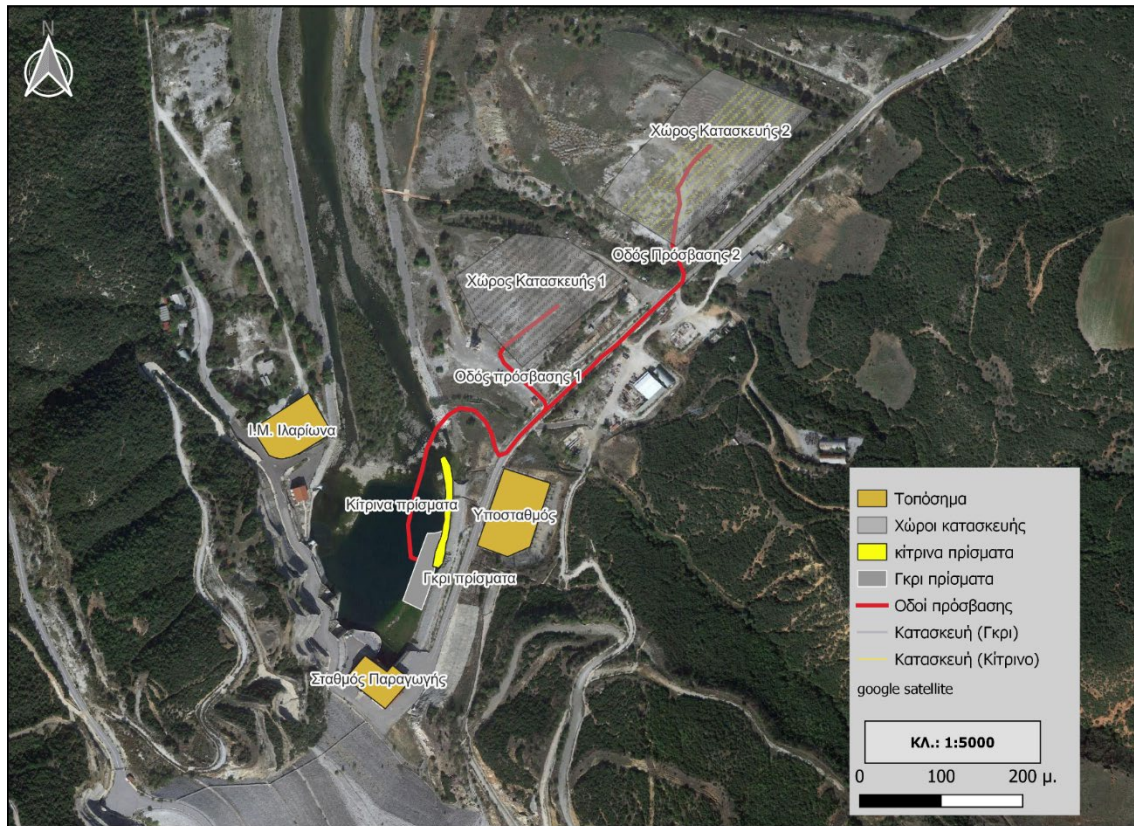 N
Χώρος Κατασκευής 2
Οδός Πρόσβασης 2
Χώρος Κατασκευής 1
Οδός πρόσβασης 1
Ι.Μ. Ιλαρίωνα
Κίτρινα πρίσματα
Υποσταθμός
Γκρι πρίσματα
Σταθμός Παραγωγής
Τοπόσημα
Χώροι κατασκευής
κίτρινα πρίσματα
Γκρι πρίσματα
Οδοί πρόσβασης
Κατασκευή (Γκρι)
Κατασκευή (Κίτρινο)
google satellite
ΚΛ.: 1:5000
0 100 200 μ.